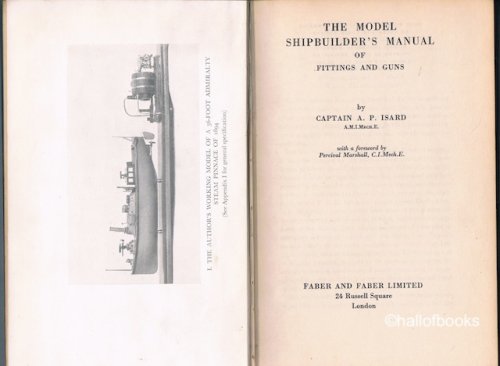 I. THE AUTHOR'S WORKING MODEL OF A 56-FOOT ADMIRALTY
STEAM PINNACE OF 1894
(See Appendix I for general specification)
THE MODEL
SHIPBUILDER'S MANUAL
OF
FITTINGS AND GUNS
by
CAPTAIN A. P. ISARD
A.M.I.Mech.E.
with a foreword by
Percival Marshall, C.I.Mech.E.
FABER AND FABER LIMITED
24 Russell Square
London
©hallofbooks